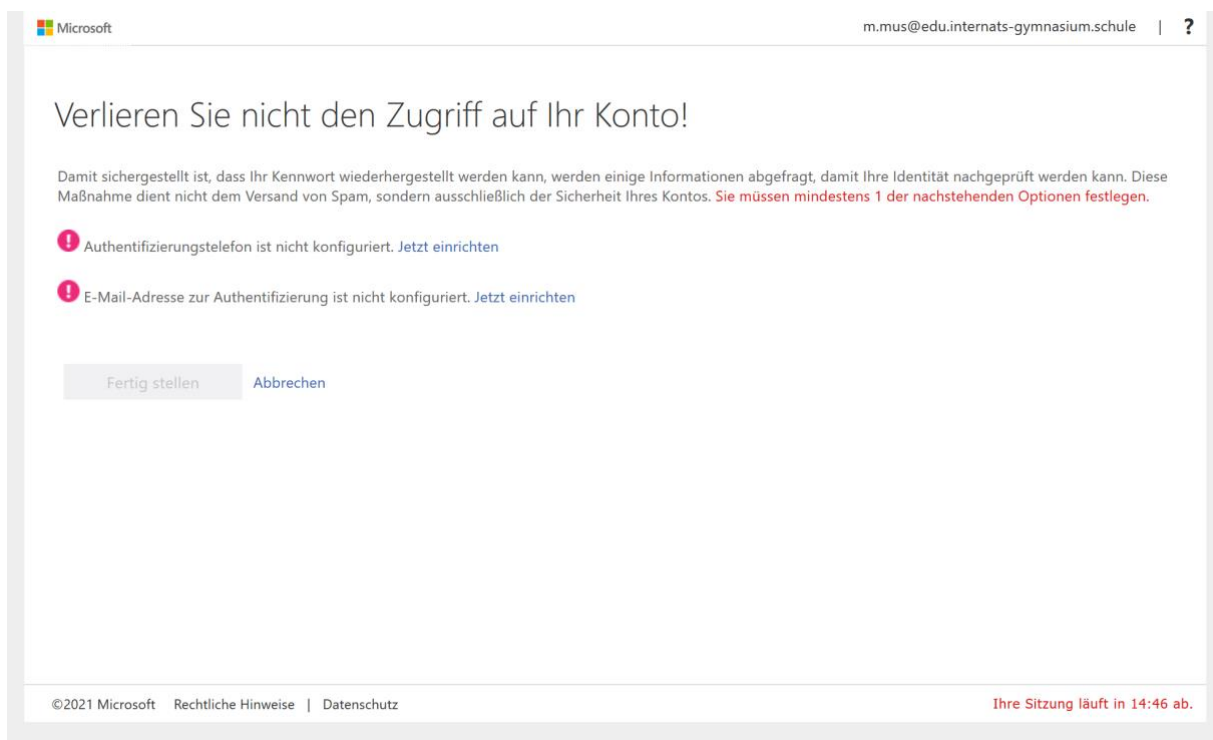 Microsoft
m.mus@edu.internats-gymnasium.schule | ?
Verlieren Sie nicht den Zugriff auf Ihr Konto!
Damit sichergestellt ist, dass Ihr Kennwort wiederhergestellt werden kann, werden einige Informationen abgefragt, damit Ihre Identität nachgeprüft werden kann. Diese
Maßnahme dient nicht dem Versand von Spam, sondern ausschließlich der Sicherheit Ihres Kontos. Sie müssen mindestens 1 der nachstehenden Optionen festlegen.
Authentifizierungstelefon ist nicht konfiguriert. Jetzt einrichten
E-Mail-Adresse zur Authentifizierung ist nicht konfiguriert. Jetzt einrichten
Fertig stellen Abbrechen
©2021 Microsoft Rechtliche Hinweise | Datenschutz
Ihre Sitzung läuft in 14:46 ab.